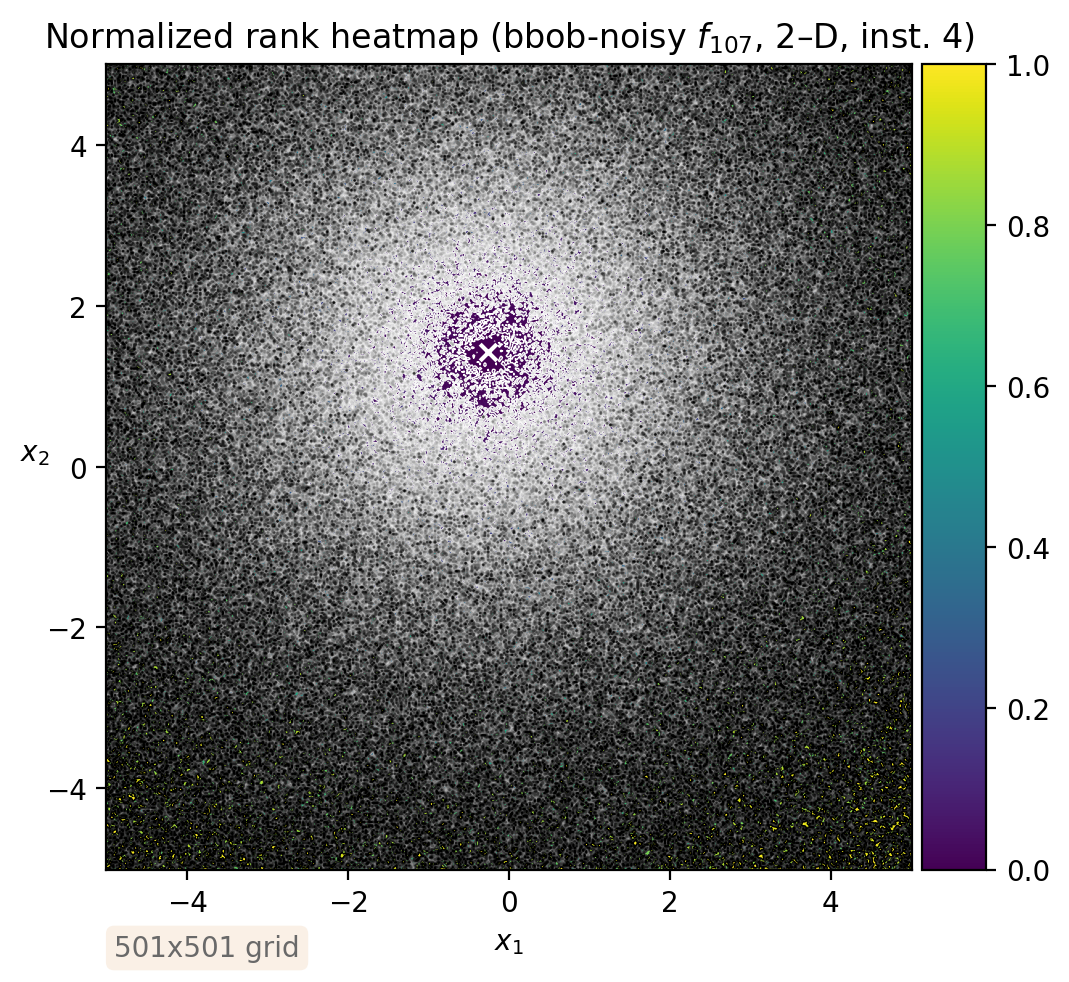 Normalized rank heatmap (bbob-noisy f₁₀₇, 2–D, inst. 4)
1.0
0.8
0.6
0.4
0.2
0.0
4
2
0
−2
−4
x₂
−4 −2 0 2 4
x₁
501x501 grid